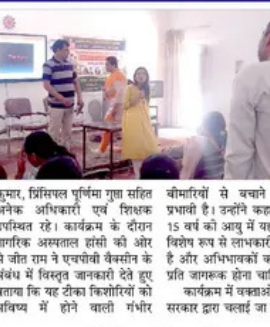 कुमार, प्रिंसिपल पूर्णिमा गुप्ता सहित
अनेक अधिकारी एवं शिक्षक
उपस्थित रहे। कार्यक्रम के दौरान
नागरिक अस्पताल हांसी की ओर
से जीत राम ने एचपीवी वैक्सीन के
संबंध में विस्तृत जानकारी देते हुए
बताया कि यह टीका किशोरियों को
भविष्य में होने वाली गंभीर
बीमारियों से बचाने
प्रभावी है। उन्होंने कहा
15 वर्ष की आयु में यह
विशेष रूप से लाभकारी
है और अभिभावकों क
प्रति जागरूक होना चाहि
कार्यक्रम में वक्ताओं
सरकार द्वारा चलाई जा